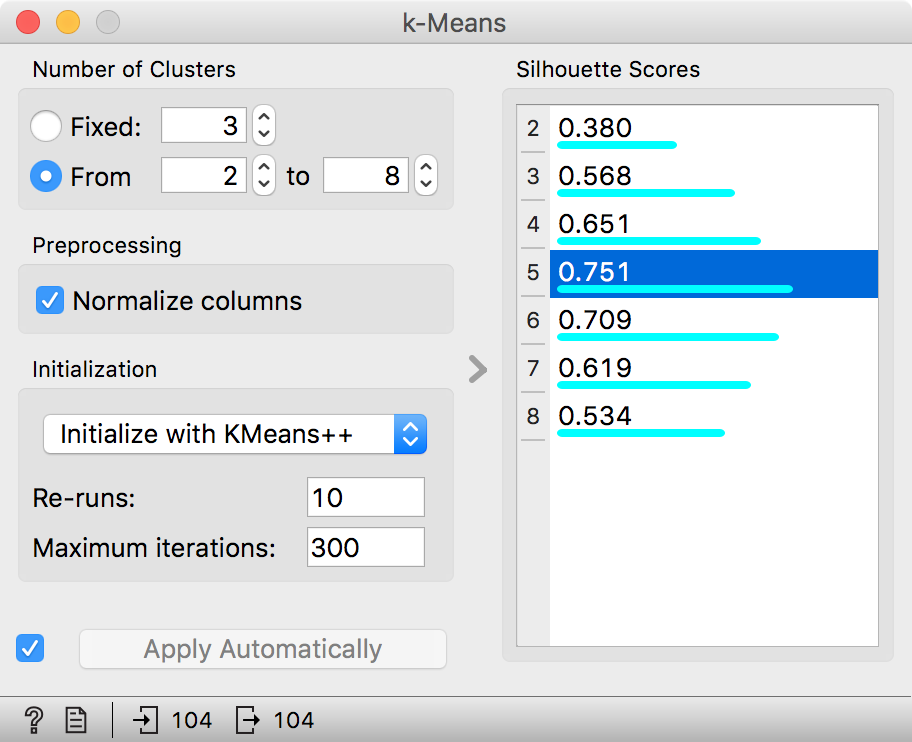 k-Means
Number of Clusters
Fixed: 3
From 2 to 8
Preprocessing
Normalize columns
Initialization
Initialize with KMeans++
Re-runs: 10
Maximum iterations: 300
Apply Automatically
Silhouette Scores
2 0.380
3 0.568
4 0.651
5 0.751
6 0.709
7 0.619
8 0.534
? 104 104